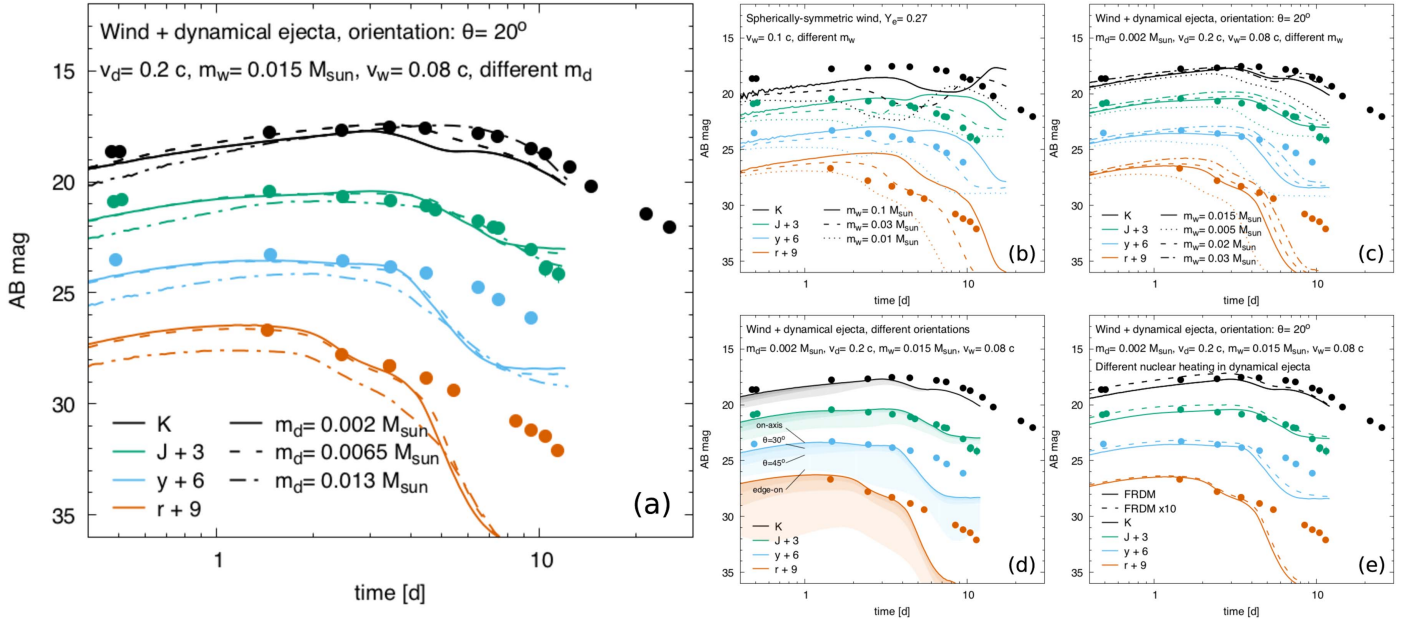 Wind + dynamical ejecta, orientation: θ= 20°
v_d= 0.2 c, m_w= 0.015 M_sun, v_w= 0.08 c, different m_d
15
20
25
30
35
AB mag
K
J + 3
y + 6
r + 9
m_d= 0.002 M_sun
m_d= 0.0065 M_sun
m_d= 0.013 M_sun
(a)
1
10
time [d]
Spherically-symmetric wind, Y_e= 0.27
v_w= 0.1 c, different m_w
15
20
25
30
35
AB mag
K
J + 3
y + 6
r + 9
m_w= 0.1 M_sun
m_w= 0.03 M_sun
m_w= 0.01 M_sun
(b)
1
10
time [d]
Wind + dynamical ejecta, orientation: θ= 20°
m_d= 0.002 M_sun, v_d= 0.2 c, v_w= 0.08 c, different m_w
15
20
25
30
35
AB mag
K
J + 3
y + 6
r + 9
m_w= 0.015 M_sun
m_w= 0.005 M_sun
m_w= 0.02 M_sun
m_w= 0.03 M_sun
(c)
1
10
time [d]
Wind + dynamical ejecta, different orientations
m_d= 0.002 M_sun, v_d= 0.2 c, m_w= 0.015 M_sun, v_w= 0.08 c
15
20
25
30
35
AB mag
on-axis
θ=30°
θ=45°
edge-on
K
J + 3
y + 6
r + 9
(d)
1
10
time [d]
Wind + dynamical ejecta, orientation: θ= 20°
m_d= 0.002 M_sun, v_d= 0.2 c, m_w= 0.015 M_sun, v_w= 0.08 c
Different nuclear heating in dynamical ejecta
15
20
25
30
35
AB mag
FRDM
FRDM x10
K
J + 3
y + 6
r + 9
(e)
1
10
time [d]